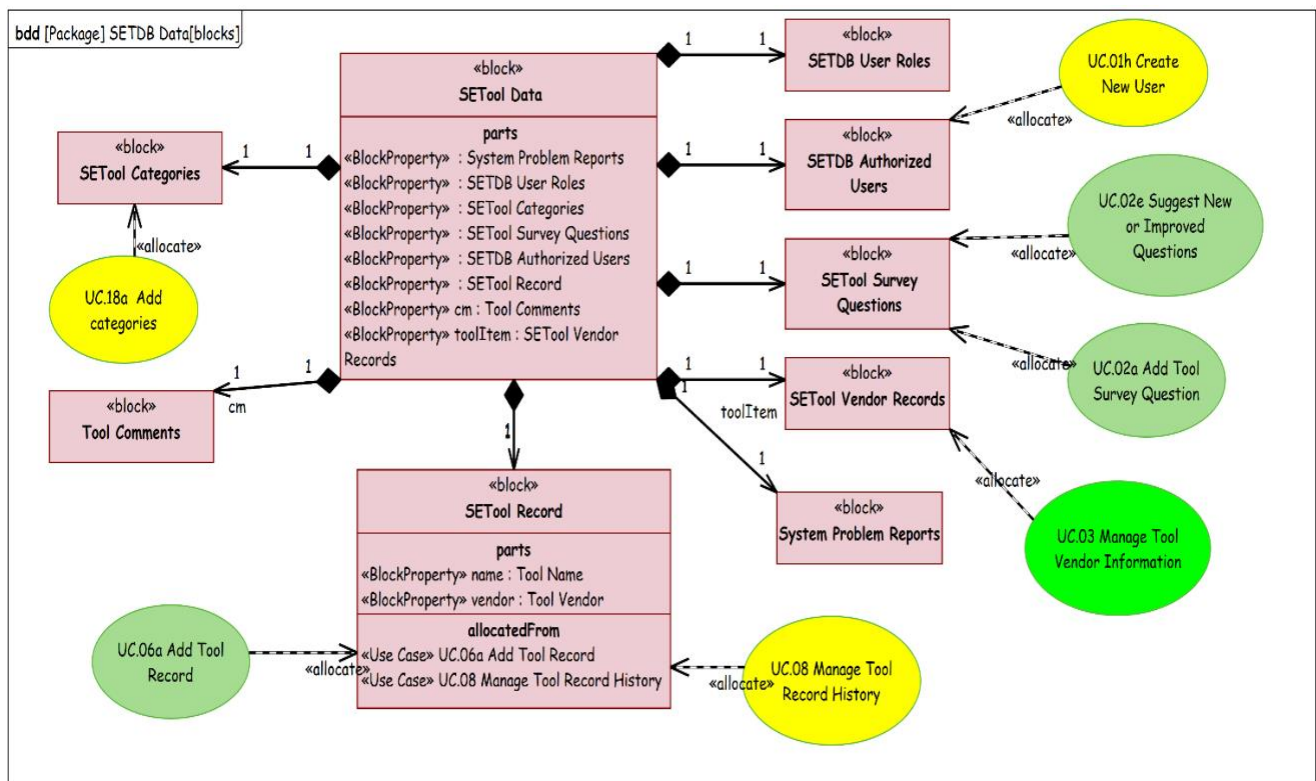 bdd [Package] SETDB Data[blocks]
«block»
SETool Data
parts
«BlockProperty» : System Problem Reports
«BlockProperty» : SETDB User Roles
«BlockProperty» : SETool Categories
«BlockProperty» : SETool Survey Questions
«BlockProperty» : SETDB Authorized Users
«BlockProperty» : SETool Record
«BlockProperty» cm : Tool Comments
«BlockProperty» toolItem : SETool Vendor
Records
1
1
«block»
SETDB User Roles
UC.01h Create
New User
«allocate»
1
1
«block»
SETDB Authorized
Users
1
1
«block»
SETool Categories
«allocate»
UC.18a Add
categories
UC.02e Suggest New
or Improved
Questions
«allocate»
1
1
«block»
SETool Survey
Questions
«allocate»
UC.02a Add Tool
Survey Question
1
1
cm
«block»
Tool Comments
1
1
toolItem
«block»
SETool Vendor Records
«allocate»
UC.03 Manage Tool
Vendor Information
1
1
«block»
System Problem Reports
1
1
«block»
SETool Record
parts
«BlockProperty» name : Tool Name
«BlockProperty» vendor : Tool Vendor
allocatedFrom
«Use Case» UC.06a Add Tool Record
«Use Case» UC.08 Manage Tool Record History
UC.06a Add Tool
Record
«allocate»
«allocate»
UC.08 Manage Tool
Record History